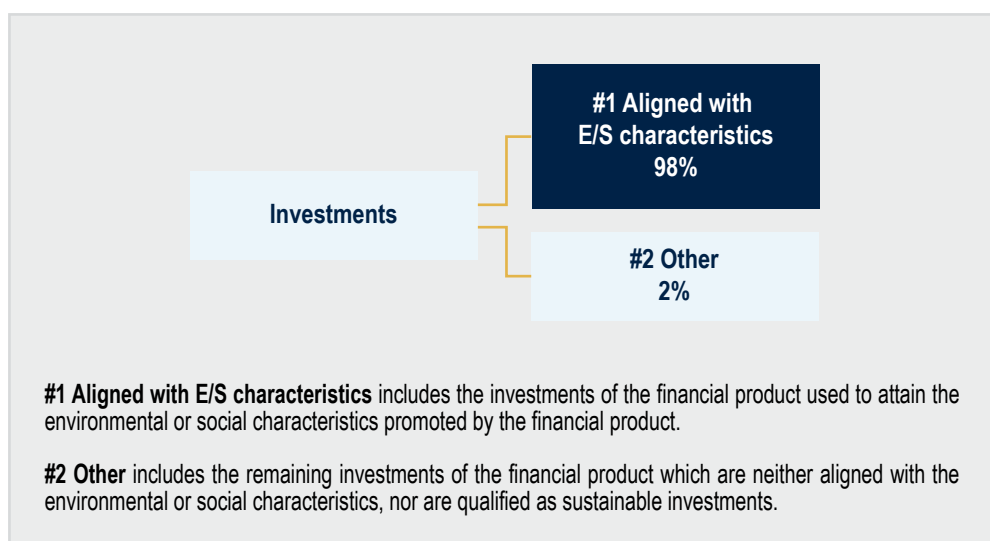 #1 Aligned with
E/S characteristics
98%
Investments
#2 Other
2%
#1 Aligned with E/S characteristics includes the investments of the financial product used to attain the
environmental or social characteristics promoted by the financial product.
#2 Other includes the remaining investments of the financial product which are neither aligned with the
environmental or social characteristics, nor are qualified as sustainable investments.